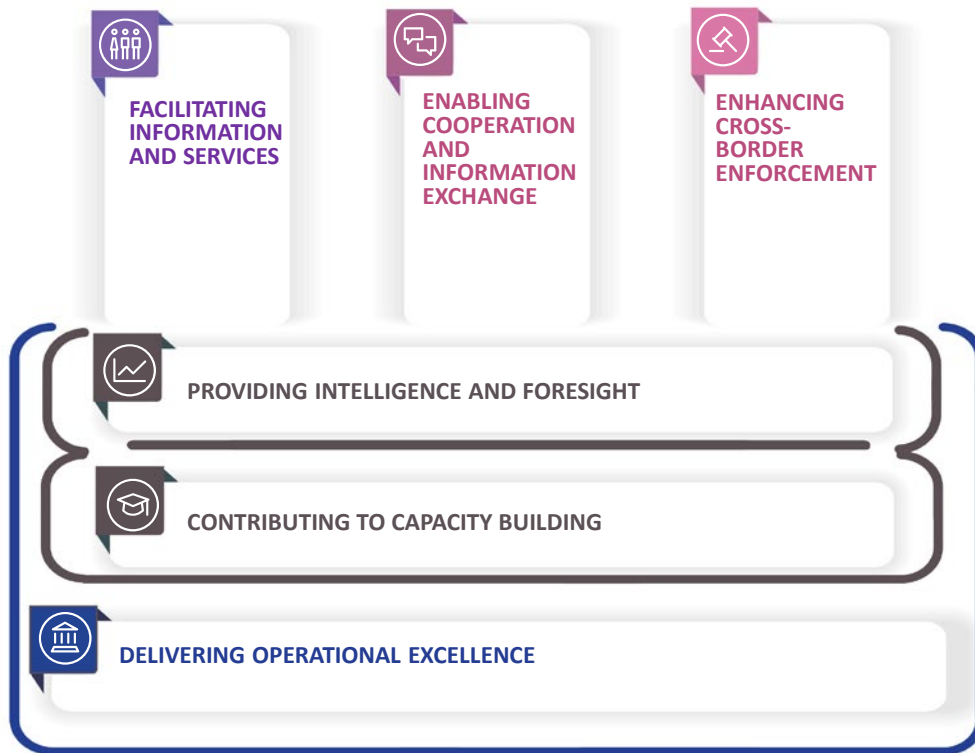 FACILITATING
INFORMATION
AND SERVICES
ENABLING
COOPERATION
AND
INFORMATION
EXCHANGE
ENHANCING
CROSS-
BORDER
ENFORCEMENT
PROVIDING INTELLIGENCE AND FORESIGHT
CONTRIBUTING TO CAPACITY BUILDING
DELIVERING OPERATIONAL EXCELLENCE